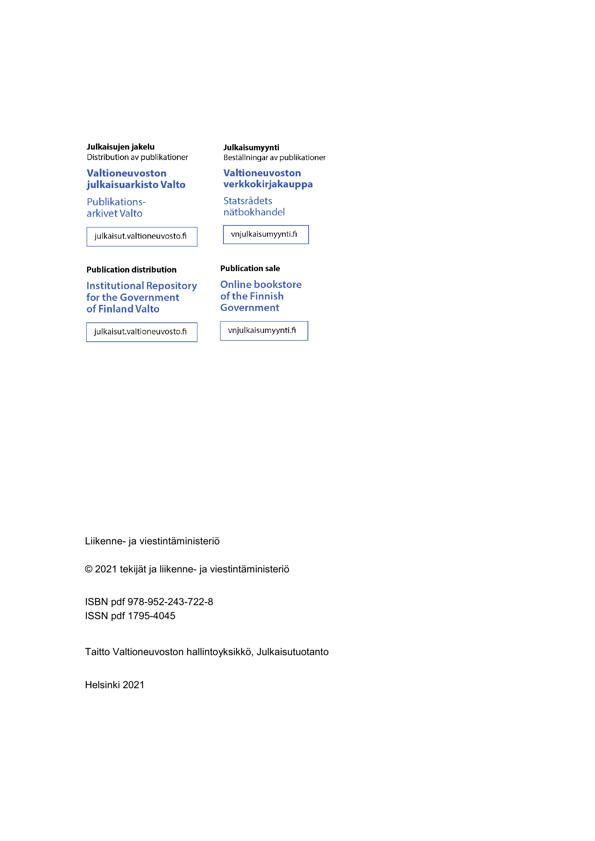 Julkaisujen jakelu
Distribution av publikationer
Valtioneuvoston
julkaisuarkisto Valto
Publikations-
arkivet Valto
julkaisut.valtioneuvosto.fi
Julkaisumyynti
Beställningar av publikationer
Valtioneuvoston
verkkokirjakauppa
Statsrådets
nätbokhandel
vnjulkaisumyynti.fi
Publication distribution
Institutional Repository
for the Government
of Finland Valto
julkaisut.valtioneuvosto.fi
Publication sale
Online bookstore
of the Finnish
Government
vnjulkaisumyynti.fi
Liikenne- ja viestintäministeriö
© 2021 tekijät ja liikenne- ja viestintäministeriö
ISBN pdf 978-952-243-722-8
ISSN pdf 1795-4045
Taitto Valtioneuvoston hallintoyksikkö, Julkaisutuotanto
Helsinki 2021